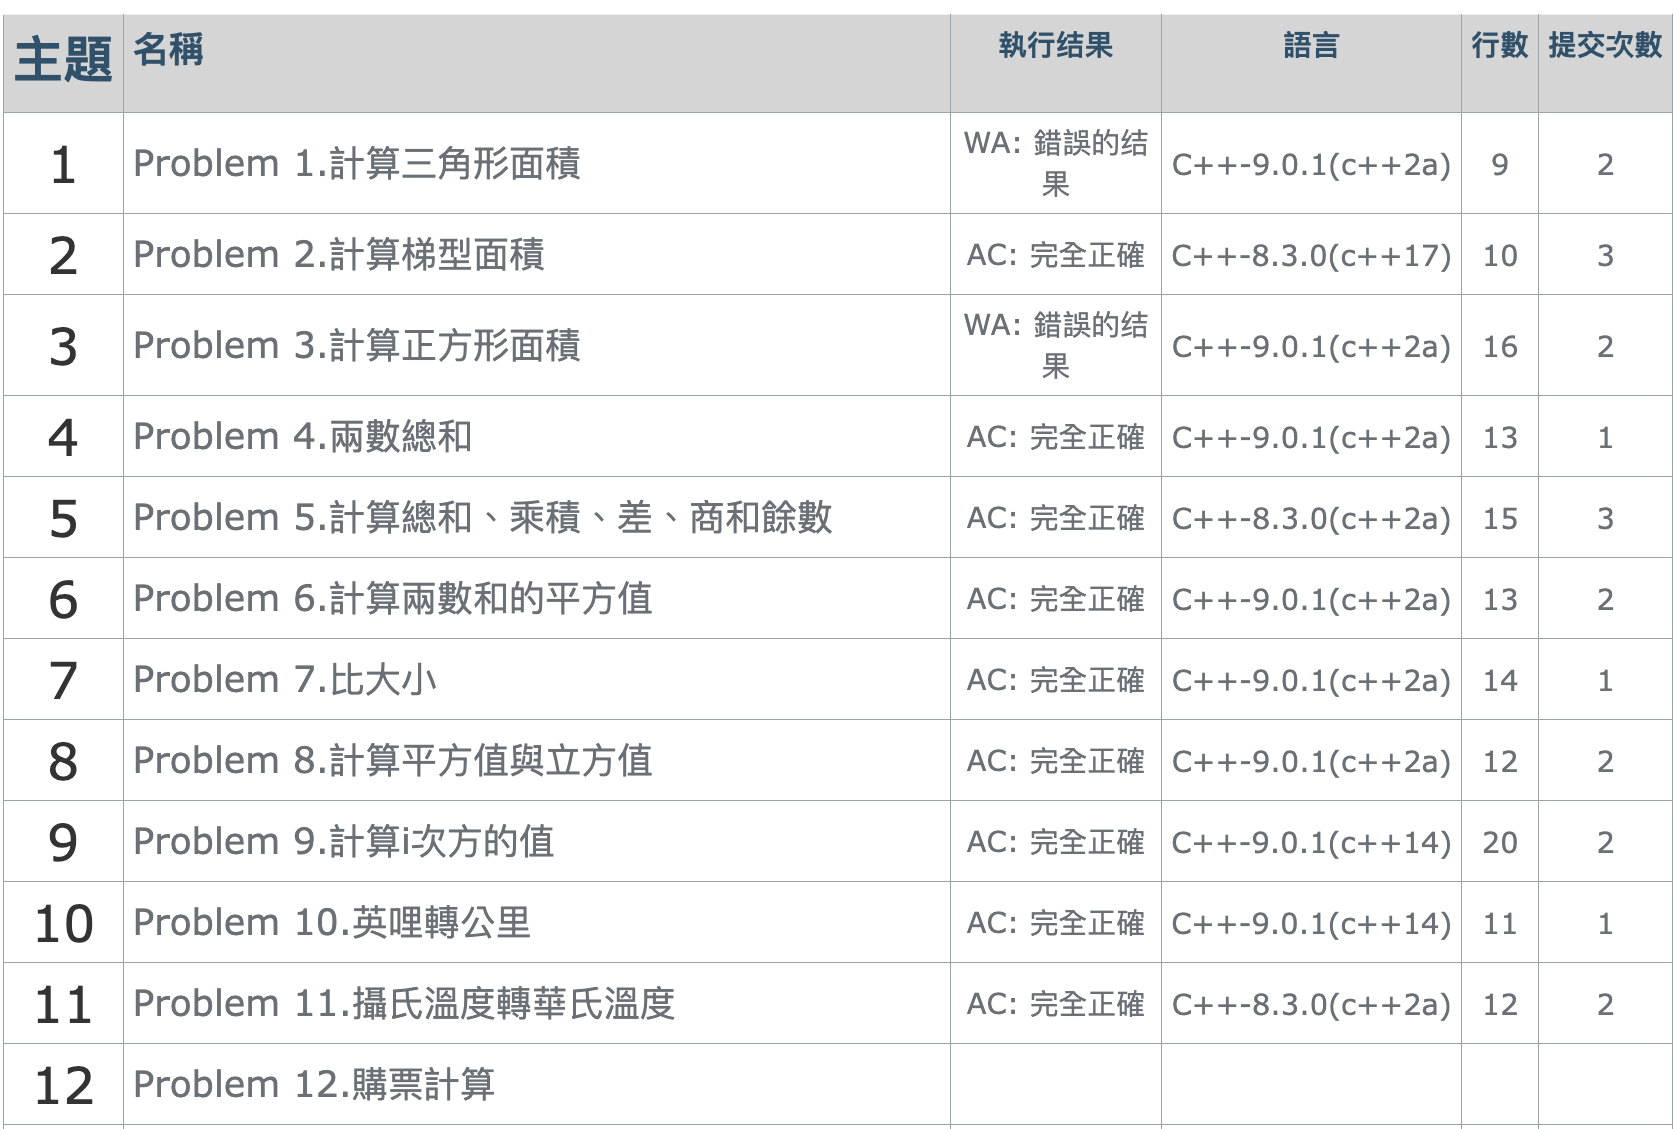 主題 名稱 執行结果 語言 行數 提交次數
1 Problem 1.計算三角形面積 WA: 錯誤的结 C++-9.0.1(c++2a) 9 2
果
2 Problem 2.計算梯型面積 AC: 完全正確 C++-8.3.0(c++17) 10 3
3 Problem 3.計算正方形面積 WA: 錯誤的结 C++-9.0.1(c++2a) 16 2
果
4 Problem 4.兩數總和 AC: 完全正確 C++-9.0.1(c++2a) 13 1
5 Problem 5.計算總和、乘積、差、商和餘數 AC: 完全正確 C++-8.3.0(c++2a) 15 3
6 Problem 6.計算兩數和的平方值 AC: 完全正確 C++-9.0.1(c++2a) 13 2
7 Problem 7.比大小 AC: 完全正確 C++-9.0.1(c++2a) 14 1
8 Problem 8.計算平方值與立方值 AC: 完全正確 C++-9.0.1(c++2a) 12 2
9 Problem 9.計算i次方的值 AC: 完全正確 C++-9.0.1(c++14) 20 2
10 Problem 10.英哩轉公里 AC: 完全正確 C++-9.0.1(c++14) 11 1
11 Problem 11.攝氏溫度轉華氏溫度 AC: 完全正確 C++-8.3.0(c++2a) 12 2
12 Problem 12.購票計算